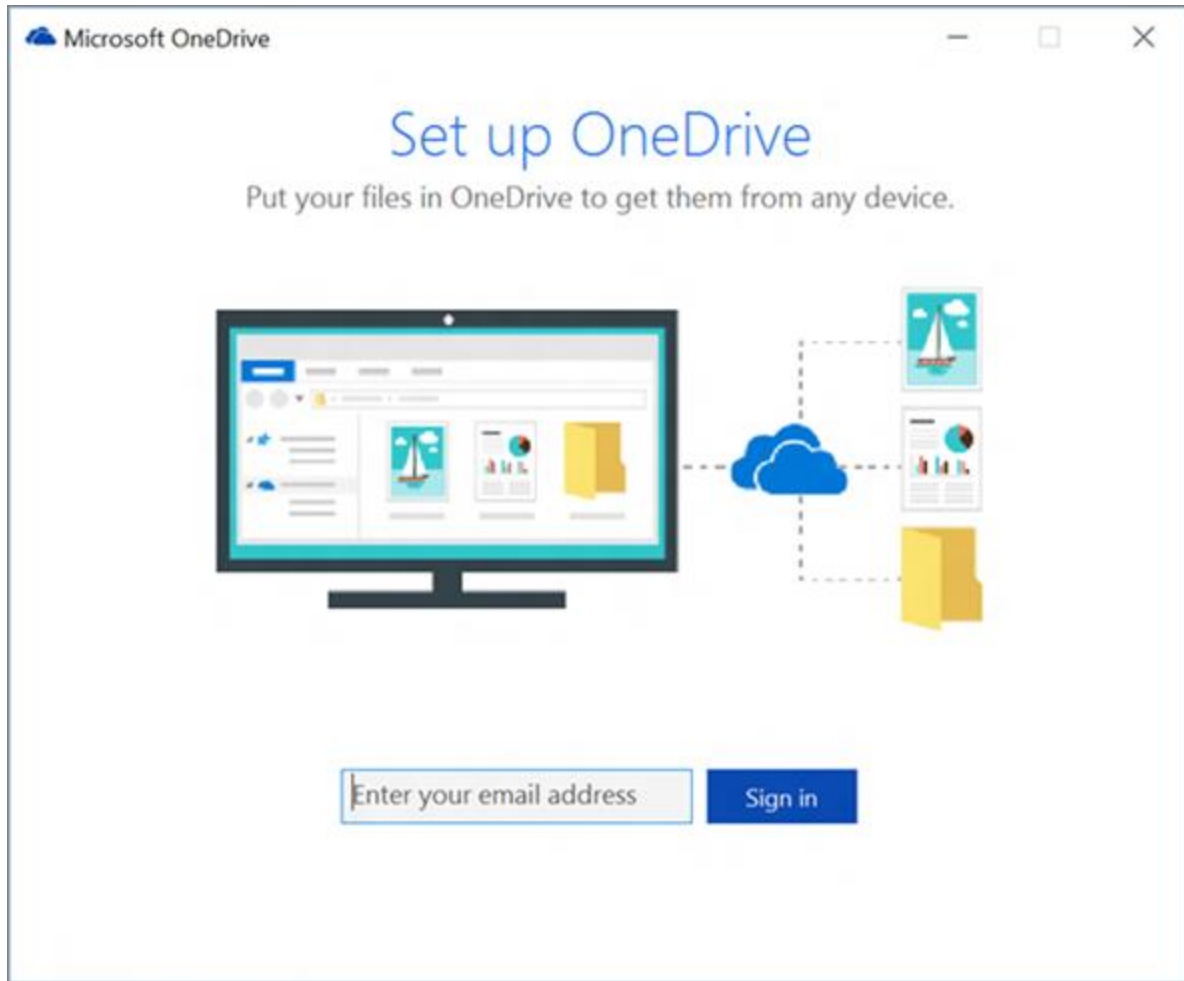 Microsoft OneDrive
Set up OneDrive
Put your files in OneDrive to get them from any device.
Enter your email address
Sign in